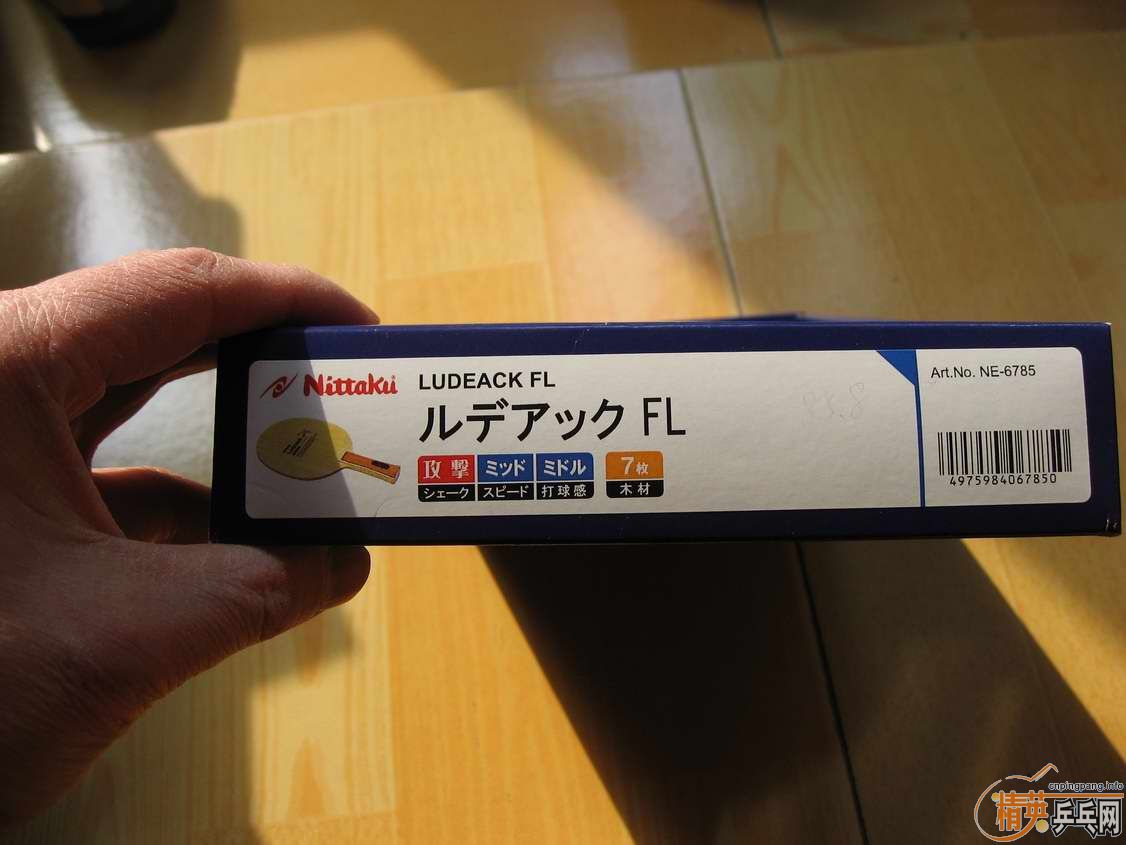 Nittaku
LUDEACK FL
ルデアック FL
攻撃 ミッド ミドル 7枚
シェーク スピード 打球感 木材
Art.No. NE-6785
4975984067850
cnpingpang.info
精英乒乓网